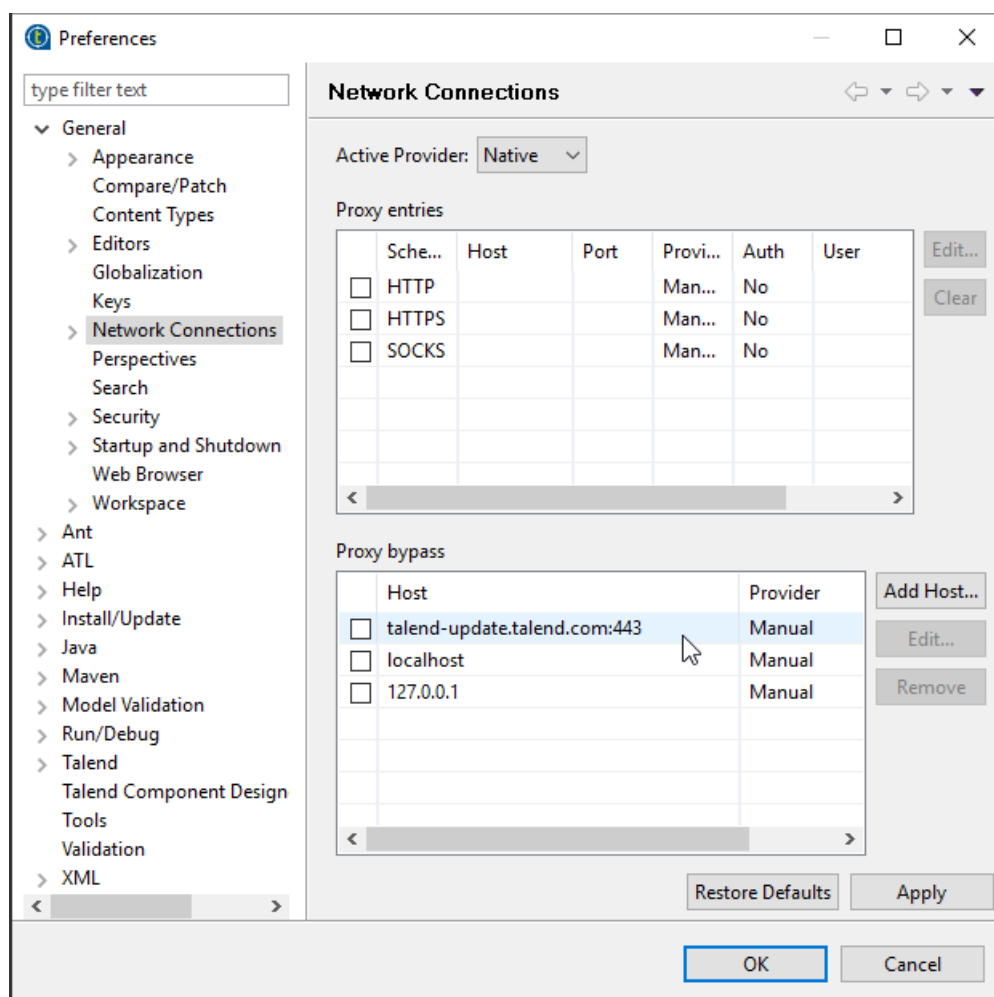 Preferences
type filter text
General
Appearance
Compare/Patch
Content Types
Editors
Globalization
Keys
Network Connections
Perspectives
Search
Security
Startup and Shutdown
Web Browser
Workspace
Ant
ATL
Help
Install/Update
Java
Maven
Model Validation
Run/Debug
Talend
Talend Component Design
Tools
Validation
XML
Network Connections
Active Provider: Native
Proxy entries
Sche... Host Port Provi... Auth User
HTTP Man... No
HTTPS Man... No
SOCKS Man... No
Edit...
Clear
Proxy bypass
Host Provider
talend-update.talend.com:443 Manual
localhost Manual
127.0.0.1 Manual
Add Host...
Edit...
Remove
Restore Defaults Apply
OK Cancel